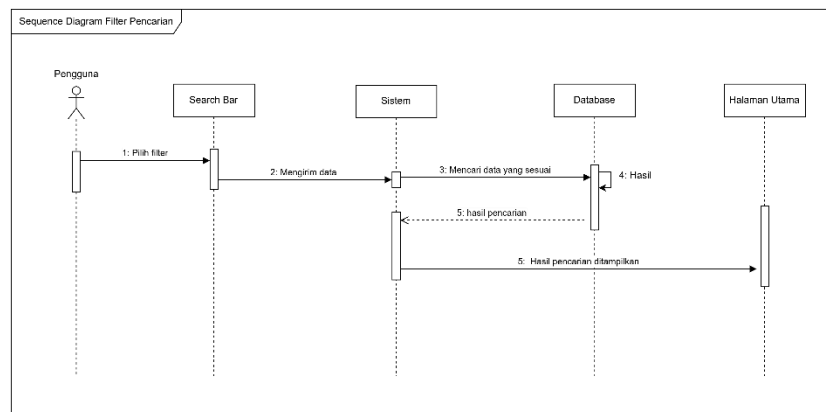 Sequence Diagram Filter Pencarian
Pengguna
Search Bar
Sistem
Database
Halaman Utama
1: Pilih filter
2: Mengirim data
3: Mencari data yang sesuai
4: Hasil
5: hasil pencarian
5: Hasil pencarian ditampilkan